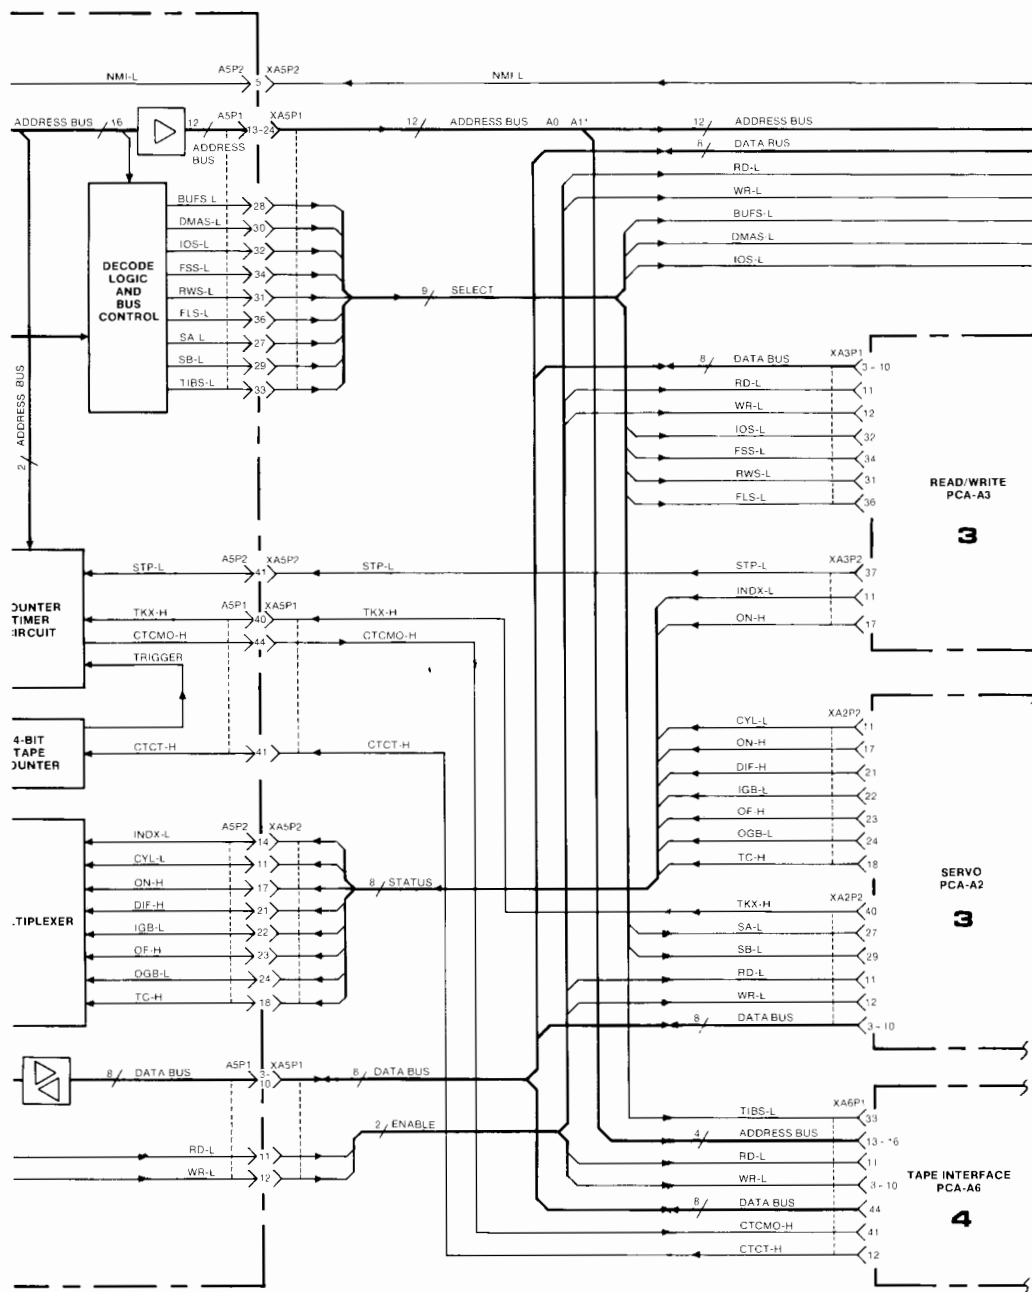 NMI-L A5P2 5 XA5P2 NMI L
ADDRESS BUS 16 12 A5P1 13-24 XA5P1 12 ADDRESS BUS A0 A1' 12 ADDRESS BUS
ADDRESS BUS
8 DATA BUS
RD-L
WR-L
BUFS L 28 BUFS-L
DMAS-L 30 DMAS-L
IOS-L 32 IOS-L
DECODE LOGIC AND BUS CONTROL
FSS-L 34
RWS-L 31 9 SELECT
FLS-L 36
SA L 27
SB-L 29
TIBS-L 33
2 ADDRESS BUS
8 DATA BUS XA3P1 3 - 10
RD-L 11
WR-L 12
IOS-L 32
FSS-L 34
RWS-L 31
FLS-L 36
READ/WRITE
PCA-A3
3
STP-L A5P2 41 XA5P2 STP-L XA3P2 37
INDX-L 11
ON-H 17
OUNTER
TIMER
CIRCUIT
TKX-H A5P1 40 XA5P1 TKX-H
CTCMO-H 44 CTCMO-H
TRIGGER
4-BIT
TAPE
OUNTER
CTCT-H 41 CTCT-H
CYL-L XA2P2 11
ON-H 17
DIF-H 21
IGB-L 22
OF-H 23
OGB-L 24
TC-H 18
SERVO
PCA-A2
3
INDX-L A5P2 14 XA5P2
CYL-L 11
ON-H 17 8 STATUS
DIF-H 21
LTIPLEXER
IGB-L 22
OF-H 23
OGB-L 24
TC-H 18
TKX-H XA2P2 40
SA-L 27
SB-L 29
RD-L 11
WR-L 12
8 DATA BUS 3 - 10
8 DATA BUS A5P1 3-10 XA5P1 8 DATA BUS
2 ENABLE
RD-L 11
WR-L 12
TIBS-L XA6P1 33
4 ADDRESS BUS 13 - 16
RD-L 11
WR-L 3 - 10
8 DATA BUS 44
CTCMO-H 41
CTCT-H 12
TAPE INTERFACE
PCA-A6
4